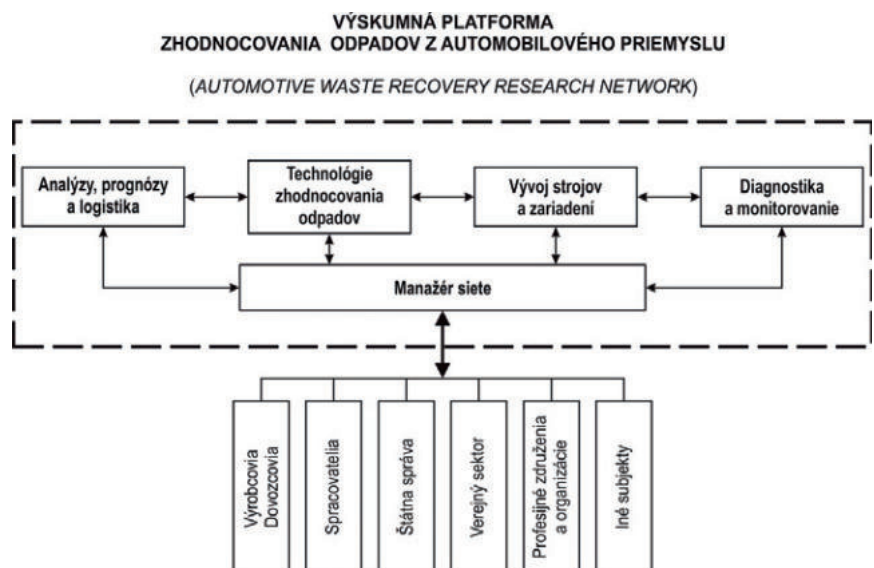 VÝSKUMNÁ PLATFORMA
ZHODNOCOVANIA ODPADOV Z AUTOMOBILOVÉHO PRIEMYSLU
(AUTOMOTIVE WASTE RECOVERY RESEARCH NETWORK)
Analýzy, prognózy
a logistika
Technológie
zhodnocovania
odpadov
Vývoj strojov
a zariadení
Diagnostika
a monitorovanie
Manažér siete
Výrobcovia
Dovozcovia
Spracovatelia
Štátna správa
Verejný sektor
Profesijné združenia
a organizácie
Iné subjekty